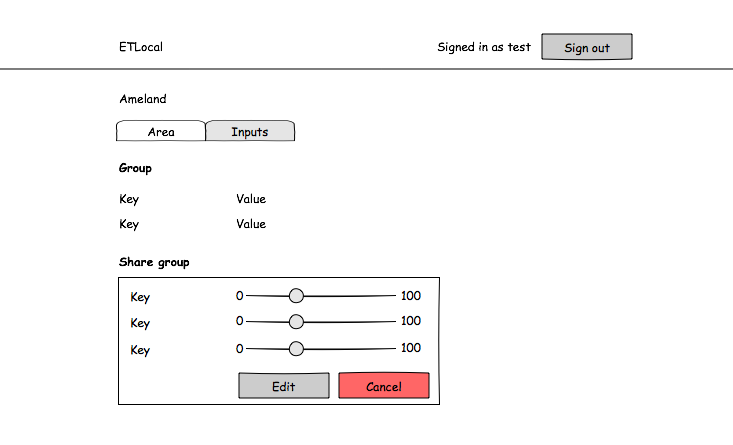 ETLocal Signed in as test Sign out
Ameland
Area Inputs
Group
Key Value
Key Value
Share group
Key 0 100
Key 0 100
Key 0 100
Edit Cancel